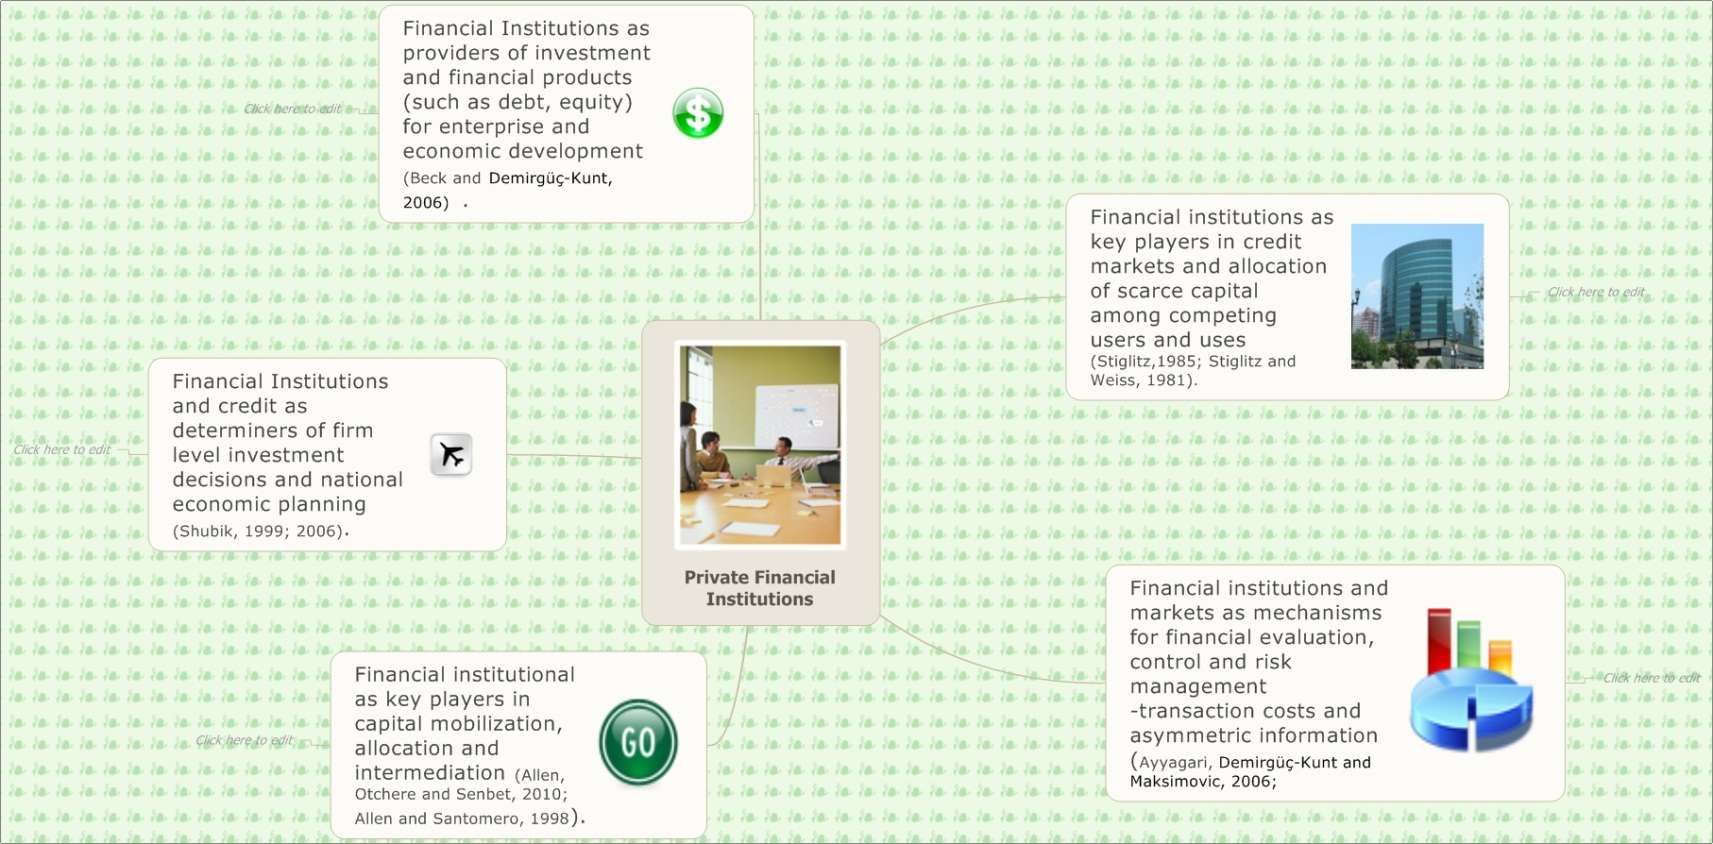 Financial Institutions as
providers of investment
and financial products
(such as debt, equity)
for enterprise and
economic development
(Beck and Demirgüç-Kunt,
2006) .
$
Click here to edit
Financial institutions as
key players in credit
markets and allocation
of scarce capital
among competing
users and uses
(Stiglitz,1985; Stiglitz and
Weiss, 1981).
Click here to edit
Financial Institutions
and credit as
determiners of firm
level investment
decisions and national
economic planning
(Shubik, 1999; 2006).
Click here to edit
Private Financial
Institutions
Financial institutions and
markets as mechanisms
for financial evaluation,
control and risk
management
-transaction costs and
asymmetric information
(Ayyagari, Demirgüç-Kunt and
Maksimovic, 2006;
Click here to edit
Financial institutional
as key players in
capital mobilization,
allocation and
intermediation (Allen,
Otchere and Senbet, 2010;
Allen and Santomero, 1998).
GO
Click here to edit